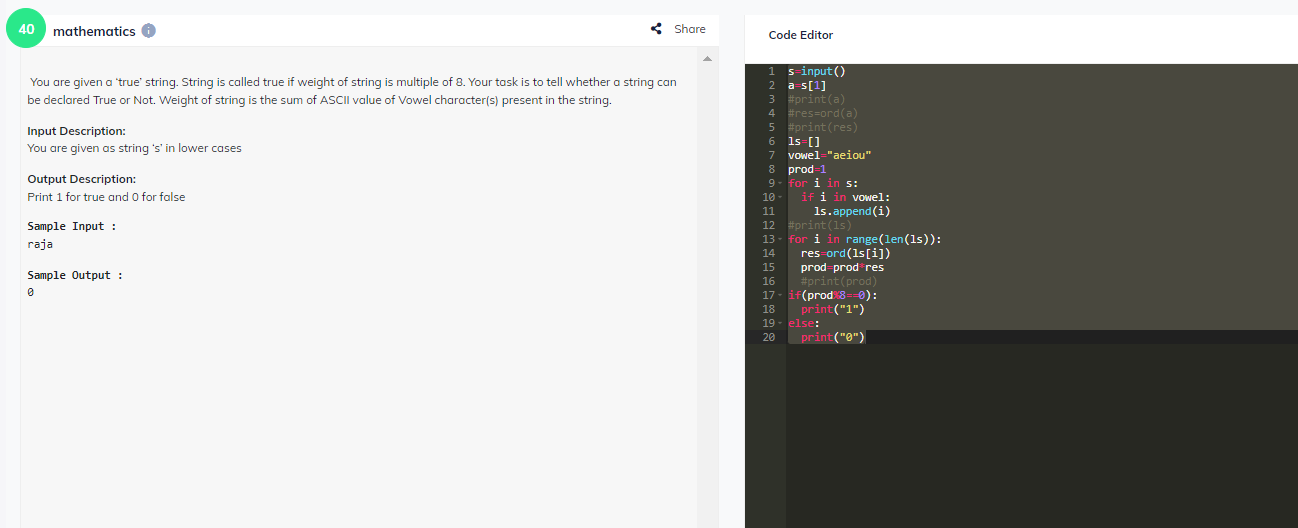 40
mathematics
Share
You are given a ‘true’ string. String is called true if weight of string is multiple of 8. Your task is to tell whether a string can
be declared True or Not. Weight of string is the sum of ASCII value of Vowel character(s) present in the string.
Input Description:
You are given as string ‘s’ in lower cases
Output Description:
Print 1 for true and 0 for false
Sample Input :
raja
Sample Output :
0
Code Editor
1 s=input()
2 a=s[1]
3 #print(a)
4 #res=ord(a)
5 #print(res)
6 ls=[]
7 vowel="aeiou"
8 prod=1
9 for i in s:
10   if i in vowel:
11     ls.append(i)
12 #print(ls)
13 for i in range(len(ls)):
14   res=ord(ls[i])
15   prod=prod*res
16   #print(prod)
17 if(prod%8==0):
18   print("1")
19 else:
20   print("0")